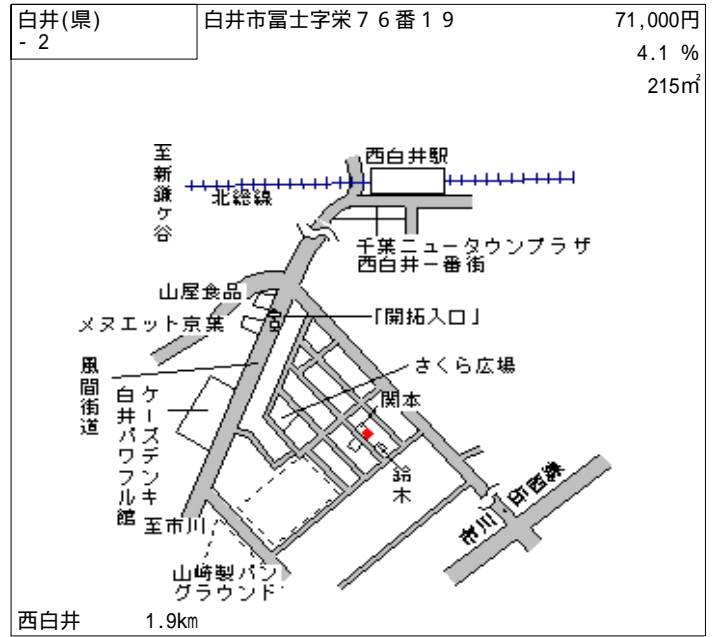 白井(県)
- 2
白井市冨士字栄７６番１９
71,000円
4.1 %
215㎡
至新鎌ケ谷
西白井駅
北総線
千葉ニュータウンプラザ
西白井一番街
山屋食品
メヌエット京葉
「開拓入口」
風間街道
ケーズデンキ
白井パワフル館
さくら広場
関本
鈴木
至市川
山崎製パン
グラウンド
西白井 1.9km